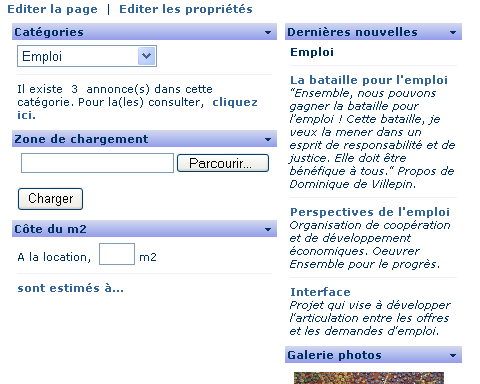 Editer la page | Editer les propriétés
Catégories
Emploi
Il existe 3 annonce(s) dans cette
catégorie. Pour la(les) consulter, cliquez
ici.
Zone de chargement
Parcourir...
Charger
Côte du m2
A la location, m2
sont estimés à...
Dernières nouvelles
Emploi
La bataille pour l'emploi
"Ensemble, nous pouvons
gagner la bataille pour
l'emploi ! Cette bataille, je
veux la mener dans un
esprit de responsabilité et de
justice. Elle doit être
bénéfique à tous." Propos de
Dominique de Villepin.
Perspectives de l'emploi
Organisation de coopération
et de développement
économiques. Oeuvrer
Ensemble pour le progrès.
Interface
Projet qui vise à développer
l'articulation entre les offres
et les demandes d'emploi.
Galerie photos